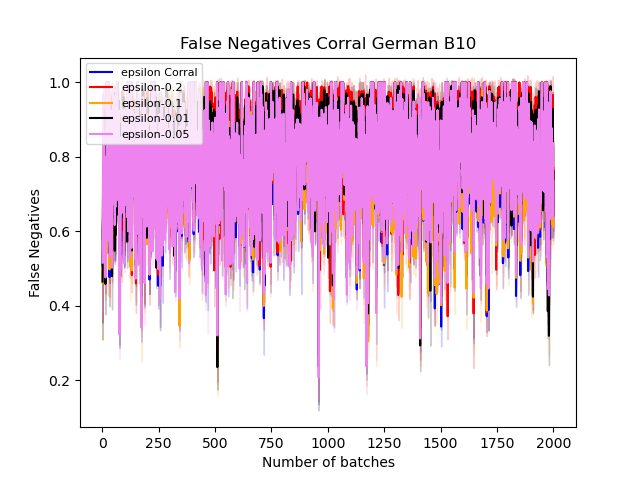 False Negatives Corral German B10
1.0
0.8
0.6
0.4
0.2
False Negatives
epsilon Corral
epsilon-0.2
epsilon-0.1
epsilon-0.01
epsilon-0.05
0 250 500 750 1000 1250 1500 1750 2000
Number of batches